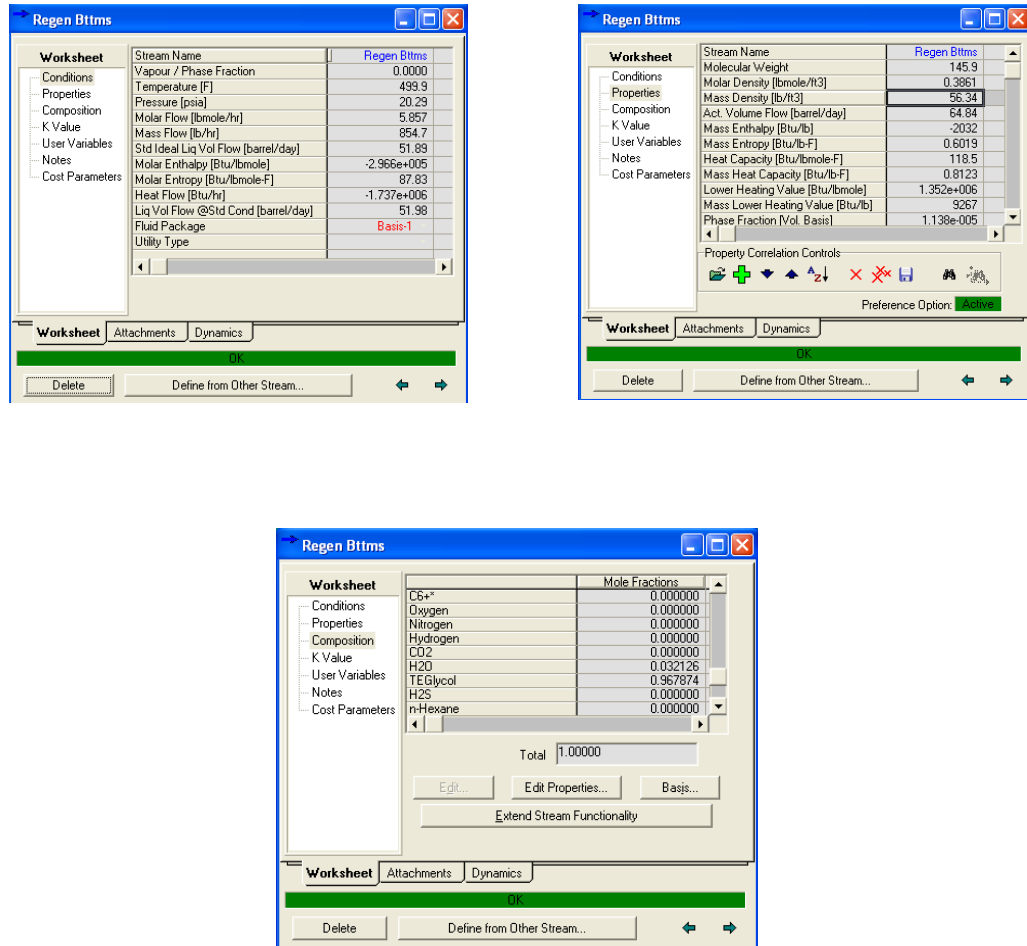 Regen Bttms
Worksheet
Conditions
Properties
Composition
K Value
User Variables
Notes
Cost Parameters
Stream Name Regen Bttms
Vapour / Phase Fraction 0.0000
Temperature [F] 499.9
Pressure [psia] 20.29
Molar Flow [lbmole/hr] 5.857
Mass Flow [lb/hr] 854.7
Std Ideal Liq Vol Flow [barrel/day] 51.89
Molar Enthalpy [Btu/lbmole] -2.966e+005
Molar Entropy [Btu/lbmole-F] 87.83
Heat Flow [Btu/hr] -1.737e+006
Liq Vol Flow @Std Cond [barrel/day] 51.98
Fluid Package Basis-1
Utility Type
Worksheet Attachments Dynamics
OK
Delete Define from Other Stream...
Regen Bttms
Worksheet
Conditions
Properties
Composition
K Value
User Variables
Notes
Cost Parameters
Stream Name Regen Bttms
Molecular Weight 145.9
Molar Density [lbmole/ft3] 0.3861
Mass Density [lb/ft3] 56.34
Act. Volume Flow [barrel/day] 64.84
Mass Enthalpy [Btu/lb] -2032
Mass Entropy [Btu/lb-F] 0.6019
Heat Capacity [Btu/lbmole-F] 118.5
Mass Heat Capacity [Btu/lb-F] 0.8123
Lower Heating Value [Btu/lbmole] 1.352e+006
Mass Lower Heating Value [Btu/lb] 9267
Phase Fraction [Vol. Basis] 1.138e-005
Property Correlation Controls
Preference Option: Active
Worksheet Attachments Dynamics
OK
Delete Define from Other Stream...
Regen Bttms
Worksheet
Conditions
Properties
Composition
K Value
User Variables
Notes
Cost Parameters
Mole Fractions
C6+* 0.000000
Oxygen 0.000000
Nitrogen 0.000000
Hydrogen 0.000000
CO2 0.000000
H2O 0.032126
TEGlycol 0.967874
H2S 0.000000
n-Hexane 0.000000
Total 1.00000
Edit... Edit Properties... Basis...
Extend Stream Functionality
Worksheet Attachments Dynamics
OK
Delete Define from Other Stream...